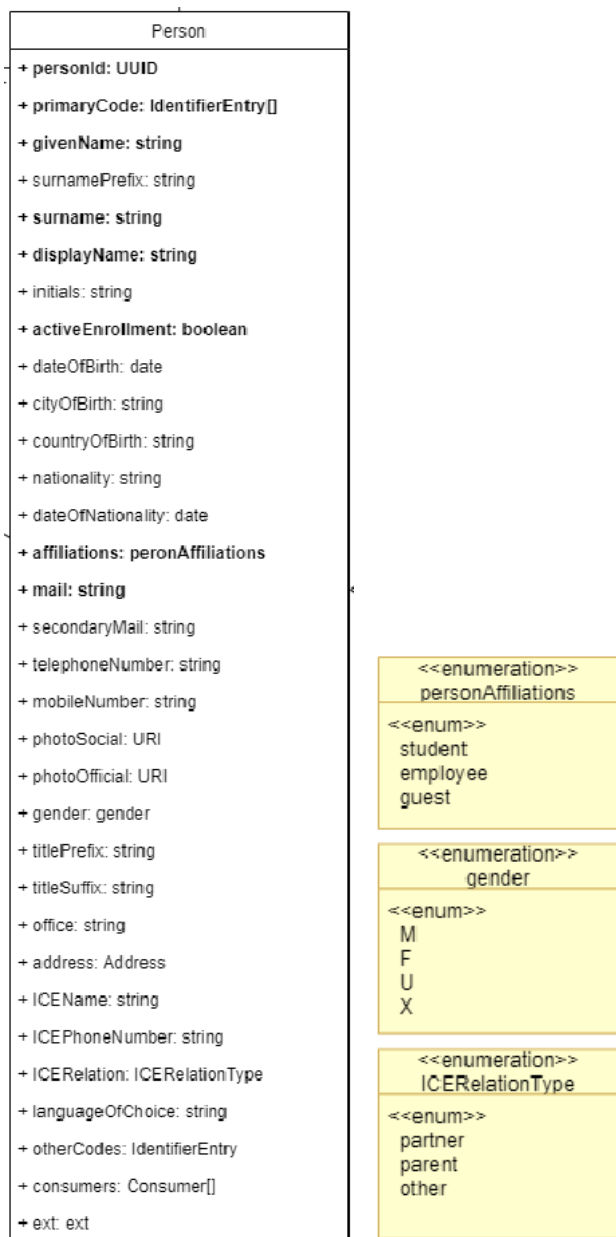 Person
+ personId: UUID
+ primaryCode: IdentifierEntry[]
+ givenName: string
+ surnamePrefix: string
+ surname: string
+ displayName: string
+ initials: string
+ activeEnrollment: boolean
+ dateOfBirth: date
+ cityOfBirth: string
+ countryOfBirth: string
+ nationality: string
+ dateOfNationality: date
+ affiliations: peronAffiliations
+ mail: string
+ secondaryMail: string
+ telephoneNumber: string
+ mobileNumber: string
+ photoSocial: URI
+ photoOfficial: URI
+ gender: gender
+ titlePrefix: string
+ titleSuffix: string
+ office: string
+ address: Address
+ ICEName: string
+ ICEPhoneNumber: string
+ ICERelation: ICERelationType
+ languageOfChoice: string
+ otherCodes: IdentifierEntry
+ consumers: Consumer[]
+ ext: ext
<<enumeration>>
personAffiliations
<<enum>>
student
employee
guest
<<enumeration>>
gender
<<enum>>
M
F
U
X
<<enumeration>>
ICERelationType
<<enum>>
partner
parent
other